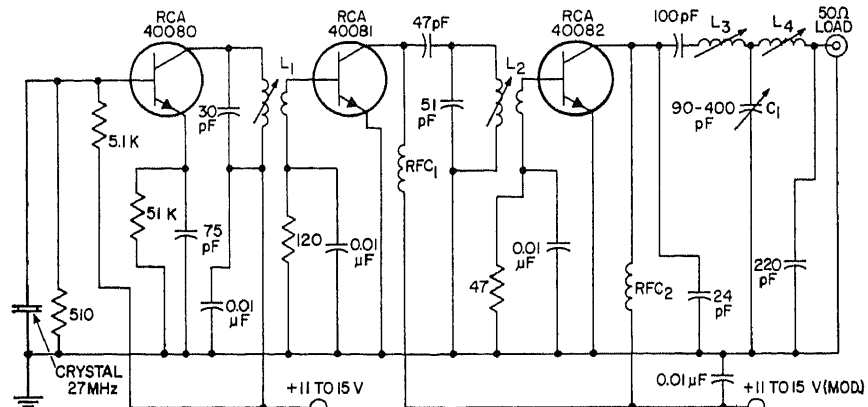 RCA
40080
RCA
40081
RCA
40082
47pF
100pF
L3
L4
50Ω
LOAD
L1
L2
30
pF
51
pF
90-400
pF
C1
5.1K
51K
75
pF
RFC1
120
0.01
μF
0.01
μF
47
0.01
μF
510
RFC2
24
pF
220
pF
CRYSTAL
27MHz
+11 TO 15 V
0.01μF
+11 TO 15 V(MOD.)